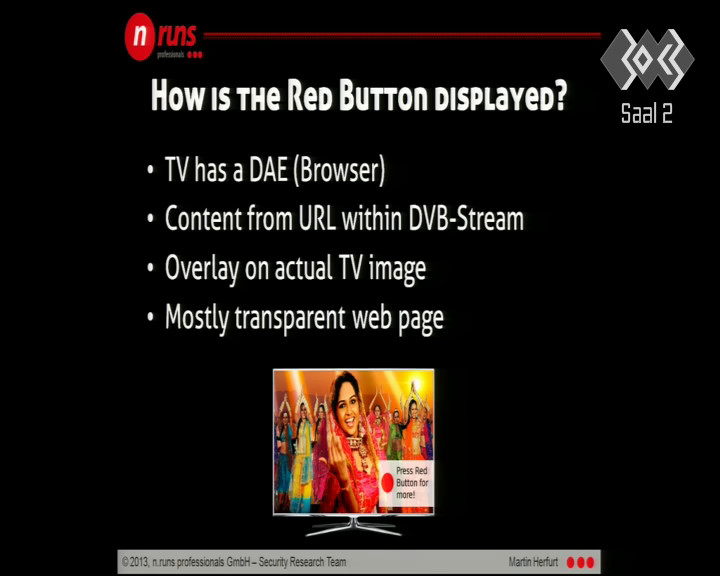 n runs
professionals
Saal 2
How is the Red Button displayed?
• TV has a DAE (Browser)
• Content from URL within DVB-Stream
• Overlay on actual TV image
• Mostly transparent web page
Press Red
Button for
more!
© 2013, n.runs professionals GmbH – Security Research Team
Martin Herfurt